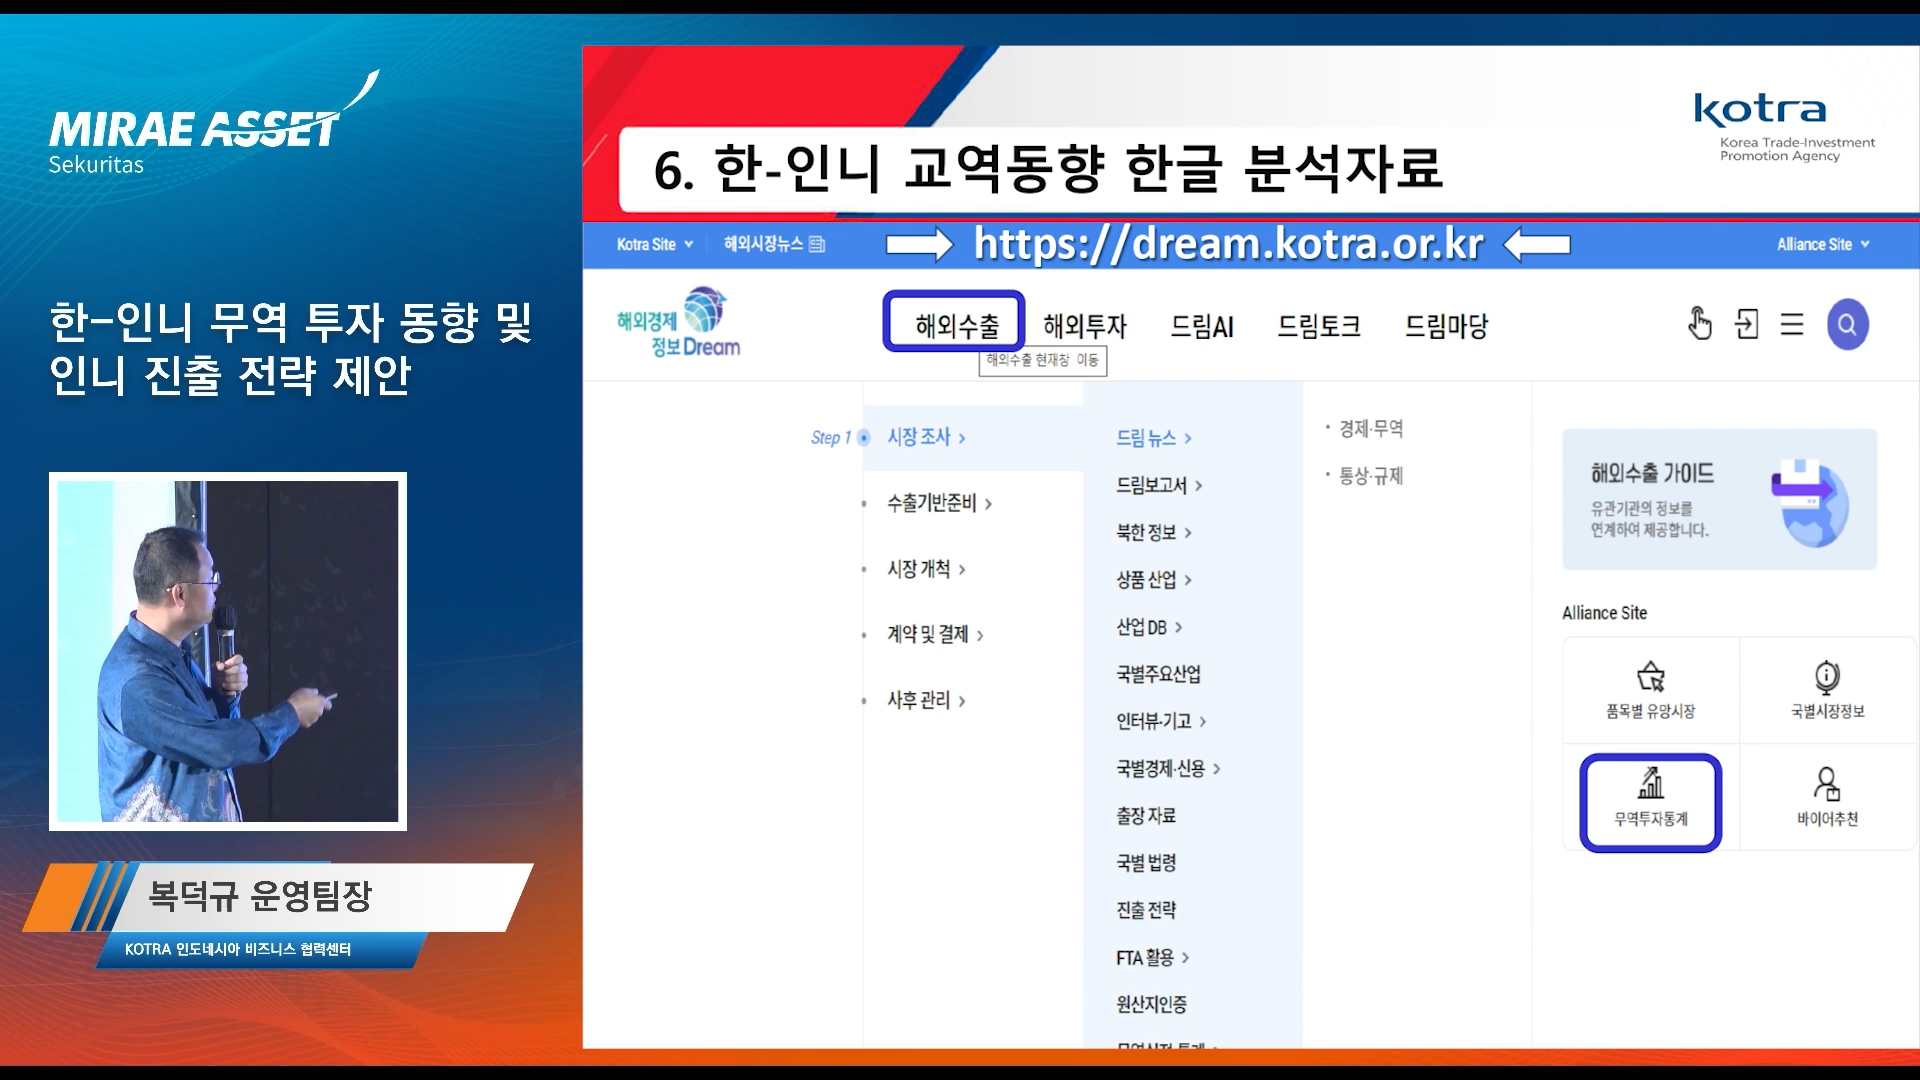 MIRAE ASSET
Sekuritas
한-인니 무역 투자 동향 및
인니 진출 전략 제안
복덕규 운영팀장
KOTRA 인도네시아 비즈니스 협력센터
kotra
Korea Trade-Investment
Promotion Agency
6. 한-인니 교역동향 한글 분석자료
Kotra Site
해외시장뉴스
https://dream.kotra.or.kr
Alliance Site
해외경제
정보 Dream
해외수출
해외투자
드림AI
드림토크
드림마당
해외수출 현재창 이동
Step 1
시장 조사
수출기반준비
시장 개척
계약 및 결제
사후 관리
드림 뉴스
드림보고서
북한 정보
상품 산업
산업 DB
국별주요산업
인터뷰·기고
국별경제·신용
출장 자료
국별 법령
진출 전략
FTA 활용
원산지인증
· 경제·무역
· 통상·규제
해외수출 가이드
유관기관의 정보를
연계하여 제공합니다.
Alliance Site
품목별 유망시장
국별시장정보
무역투자통계
바이어추천